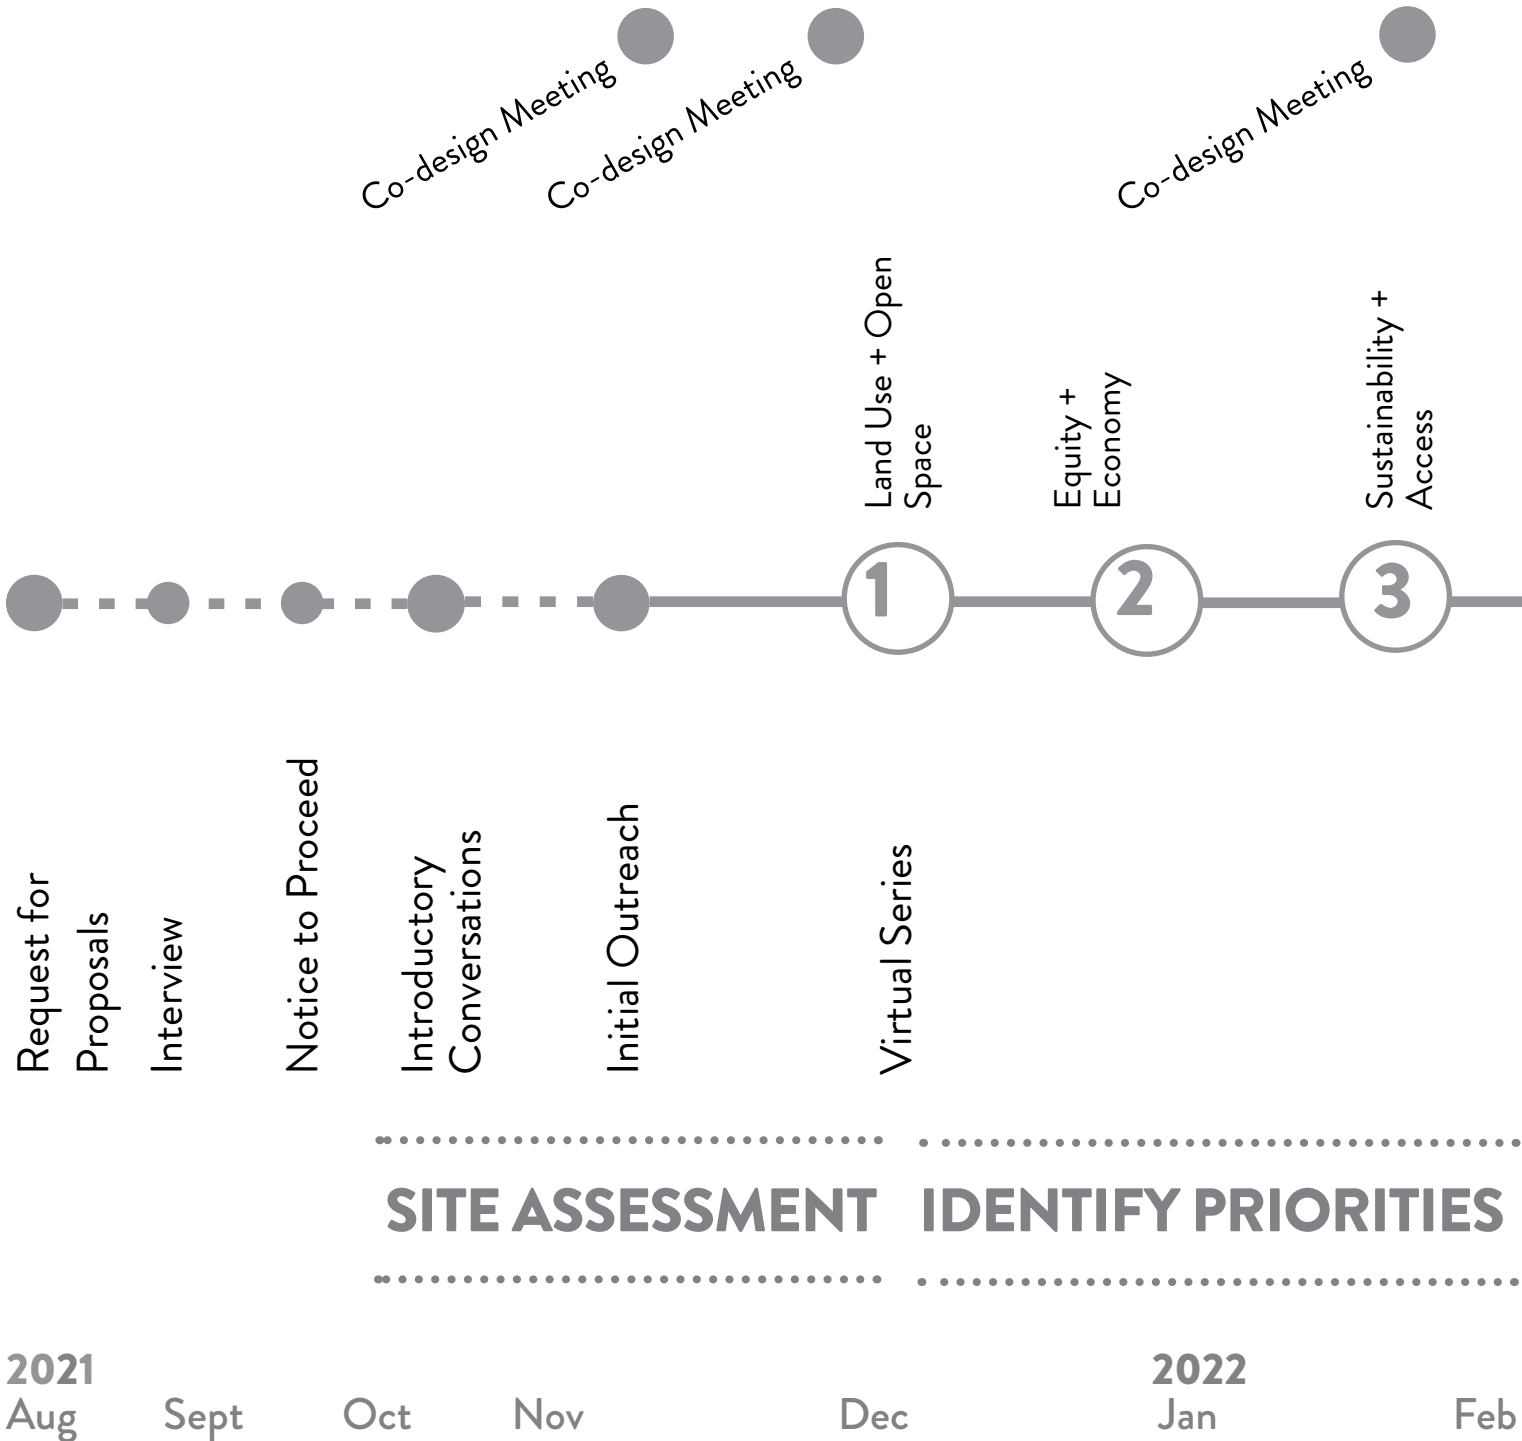 Co-design Meeting
Co-design Meeting
Co-design Meeting
Land Use + Open
Space
Equity +
Economy
Sustainability +
Access
1
2
3
Request for
Proposals
Interview
Notice to Proceed
Introductory
Conversations
Initial Outreach
Virtual Series
SITE ASSESSMENT
IDENTIFY PRIORITIES
2021
2022
Aug
Sept
Oct
Nov
Dec
Jan
Feb